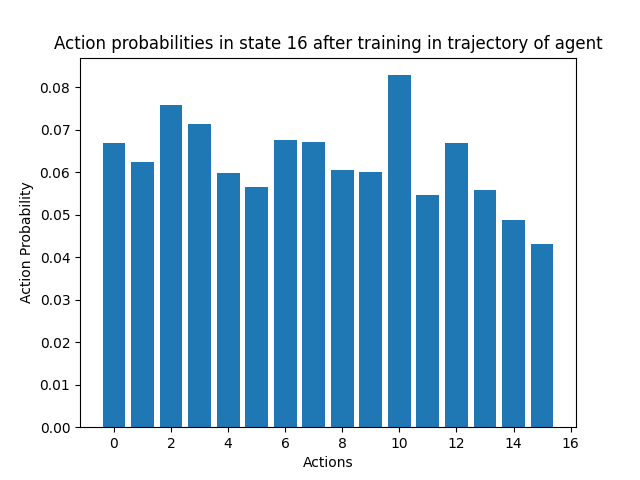 Action probabilities in state 16 after training in trajectory of agent
0.08
0.07
0.06
0.05
0.04
0.03
0.02
0.01
0.00
Action Probability
0 2 4 6 8 10 12 14 16
Actions